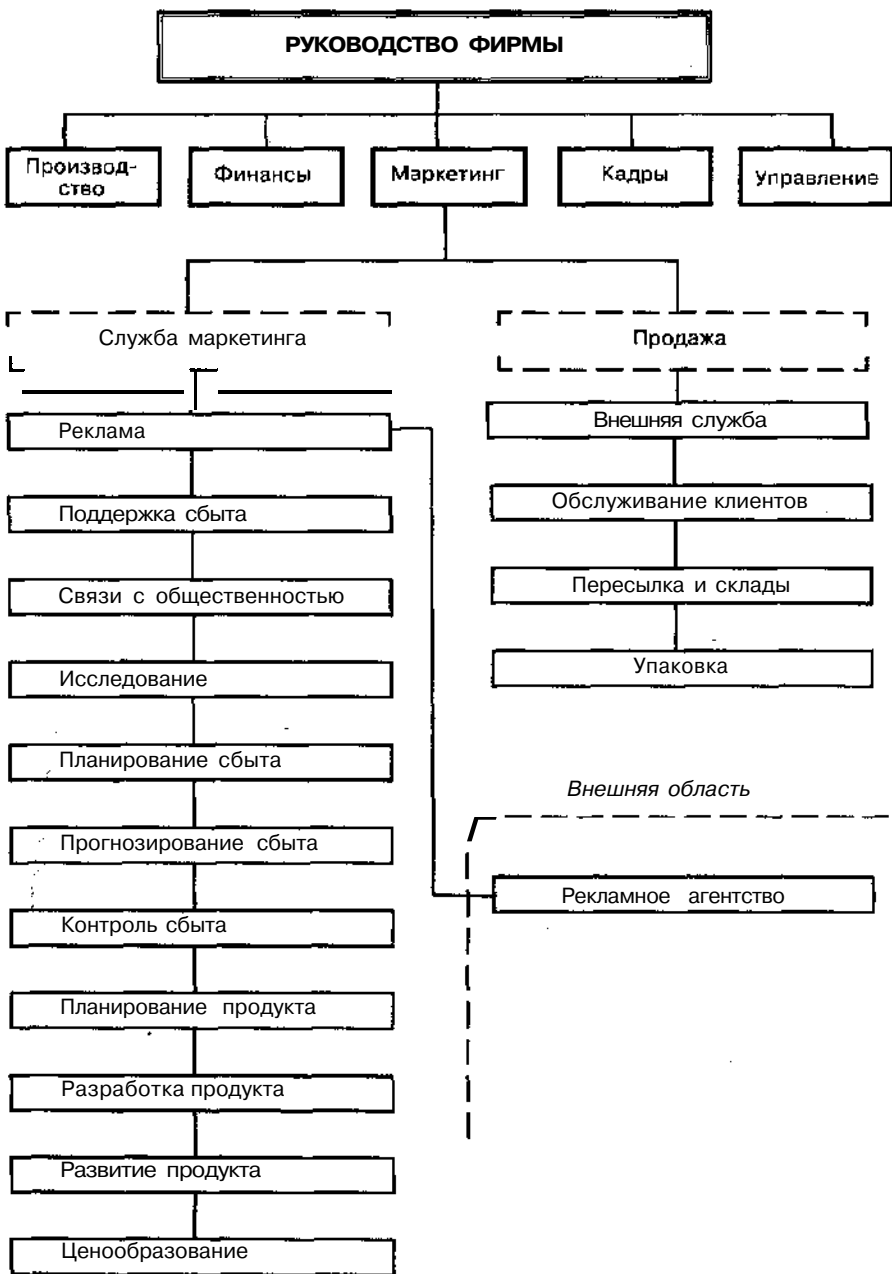 РУКОВОДСТВО ФИРМЫ
Производ-
ство
Финансы
Маркетинг
Кадры
Управление
Служба маркетинга
Реклама
Поддержка сбыта
Связи с общественностью
Исследование
Планирование сбыта
Прогнозирование сбыта
Контроль сбыта
Планирование продукта
Разработка продукта
Развитие продукта
Ценообразование
Продажа
Внешняя служба
Обслуживание клиентов
Пересылка и склады
Упаковка
Внешняя область
Рекламное агентство